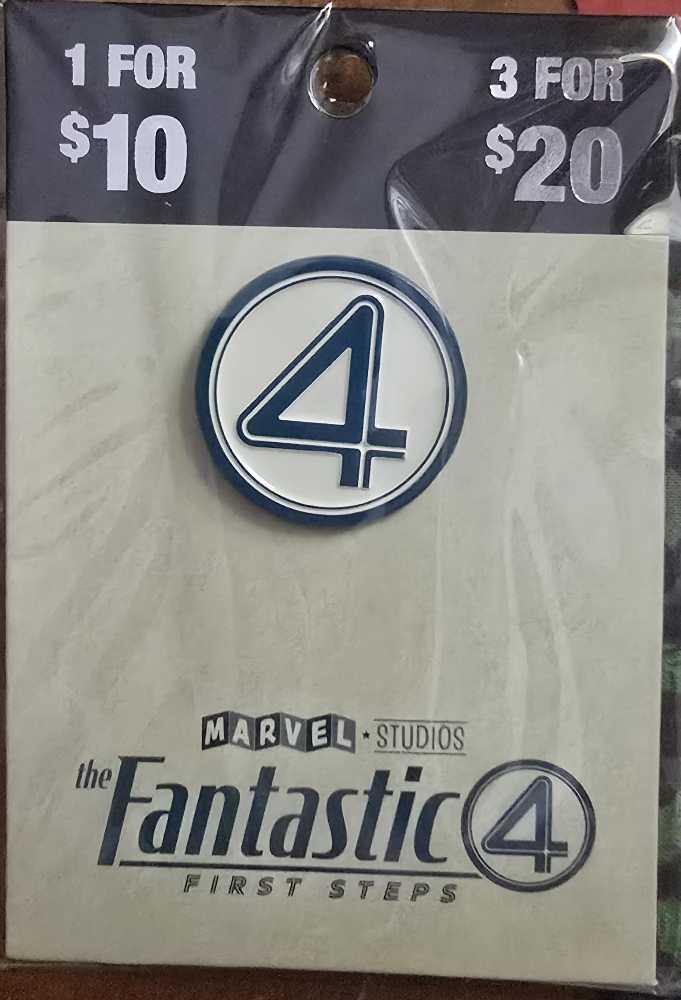 1 FOR
$10
3 FOR
$20
4
MARVEL STUDIOS
the Fantastic 4
FIRST STEPS